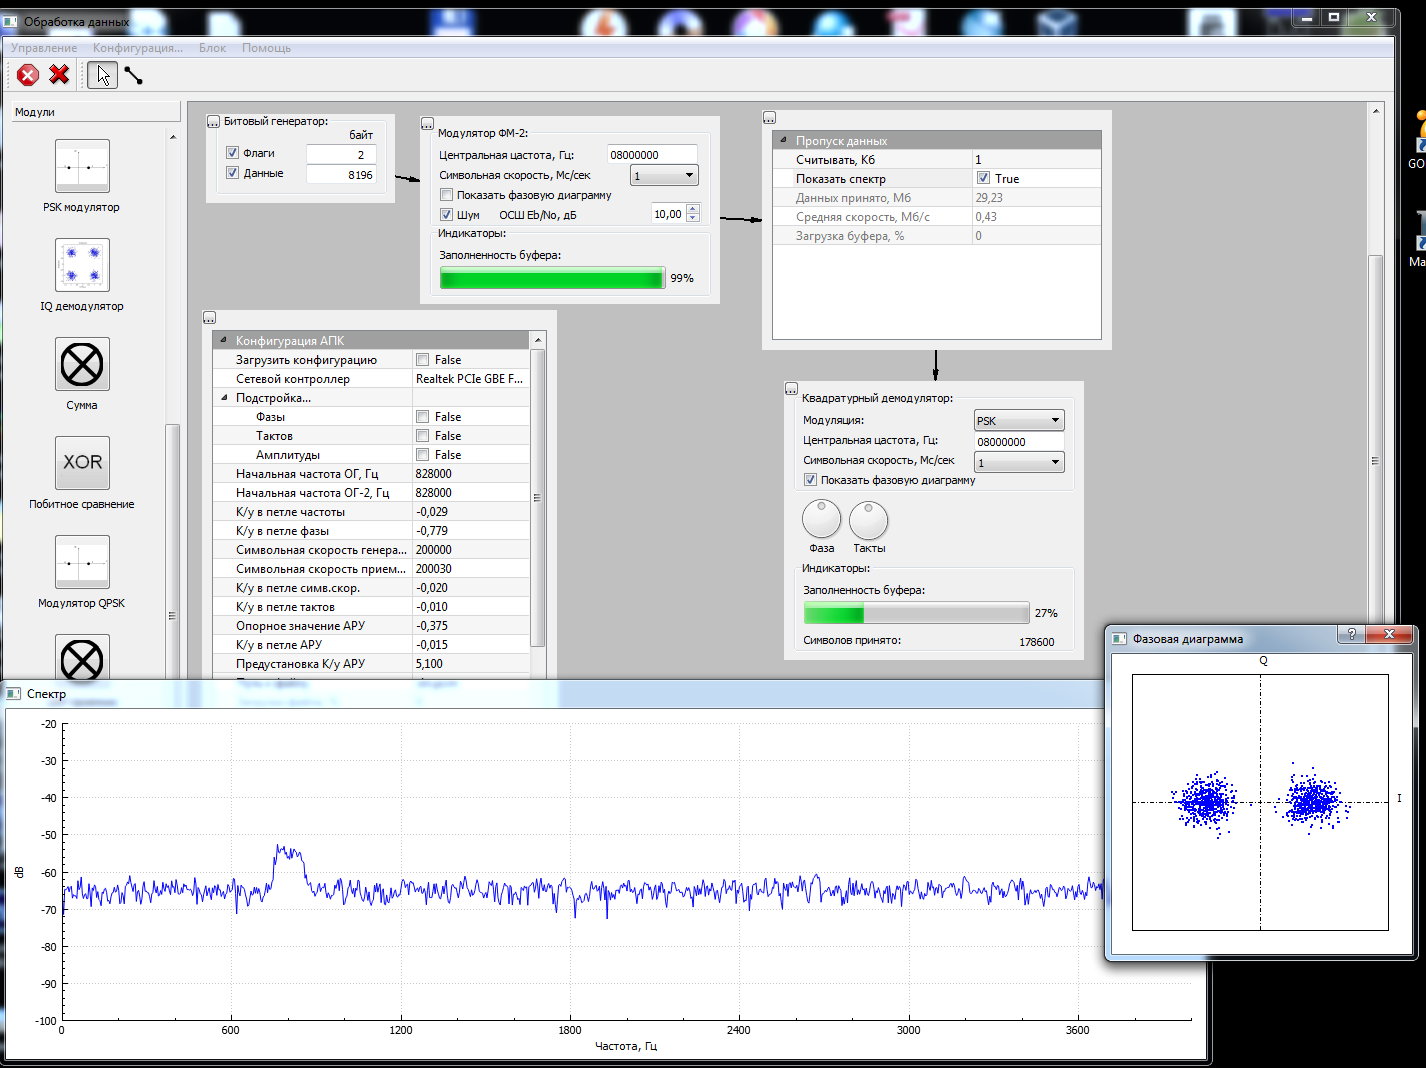 Обработка данных
Управление Конфигурация... Блок Помощь
Модули
PSK модулятор
IQ демодулятор
Сумма
XOR
Побитное сравнение
Модулятор QPSK
Битовый генератор:
байт
Флаги 2
Данные 8196
Модулятор ФМ-2:
Центральная цастота, Гц: 08000000
Символьная скорость, Мс/сек 1
Показать фазовую диаграмму
Шум ОСШ Eb/No, дБ 10,00
Индикаторы:
Заполненность буфера:
99%
Пропуск данных
Считывать, Кб 1
Показать спектр True
Данных принято, Мб 29,23
Средняя скорость, Мб/с 0,43
Загрузка буфера, % 0
Конфигурация АПК
Загрузить конфигурацию False
Сетевой контроллер Realtek PCIe GBE F...
Подстройка...
Фазы False
Тактов False
Амплитуды False
Начальная частота ОГ, Гц 828000
Начальная частота ОГ-2, Гц 828000
К/у в петле частоты -0,029
К/у в петле фазы -0,779
Символьная скорость генера... 200000
Символьная скорость прием... 200030
К/у в петле симв.скор. -0,020
К/у в петле тактов -0,010
Опорное значение АРУ -0,375
К/у в петле АРУ -0,015
Предустановка К/у АРУ 5,100
Квадратурный демодулятор:
Модуляция: PSK
Центральная цастота, Гц: 08000000
Символьная скорость, Мс/сек 1
Показать фазовую диаграмму
Фаза Такты
Индикаторы:
Заполненность буфера:
27%
Символов принято: 178600
GO
Ma
Фазовая диаграмма
Q
I
Спектр
-20
-30
-40
-50
-60
-70
-80
-90
-100
dB
0 600 1200 1800 2400 3000 3600
Частота, Гц